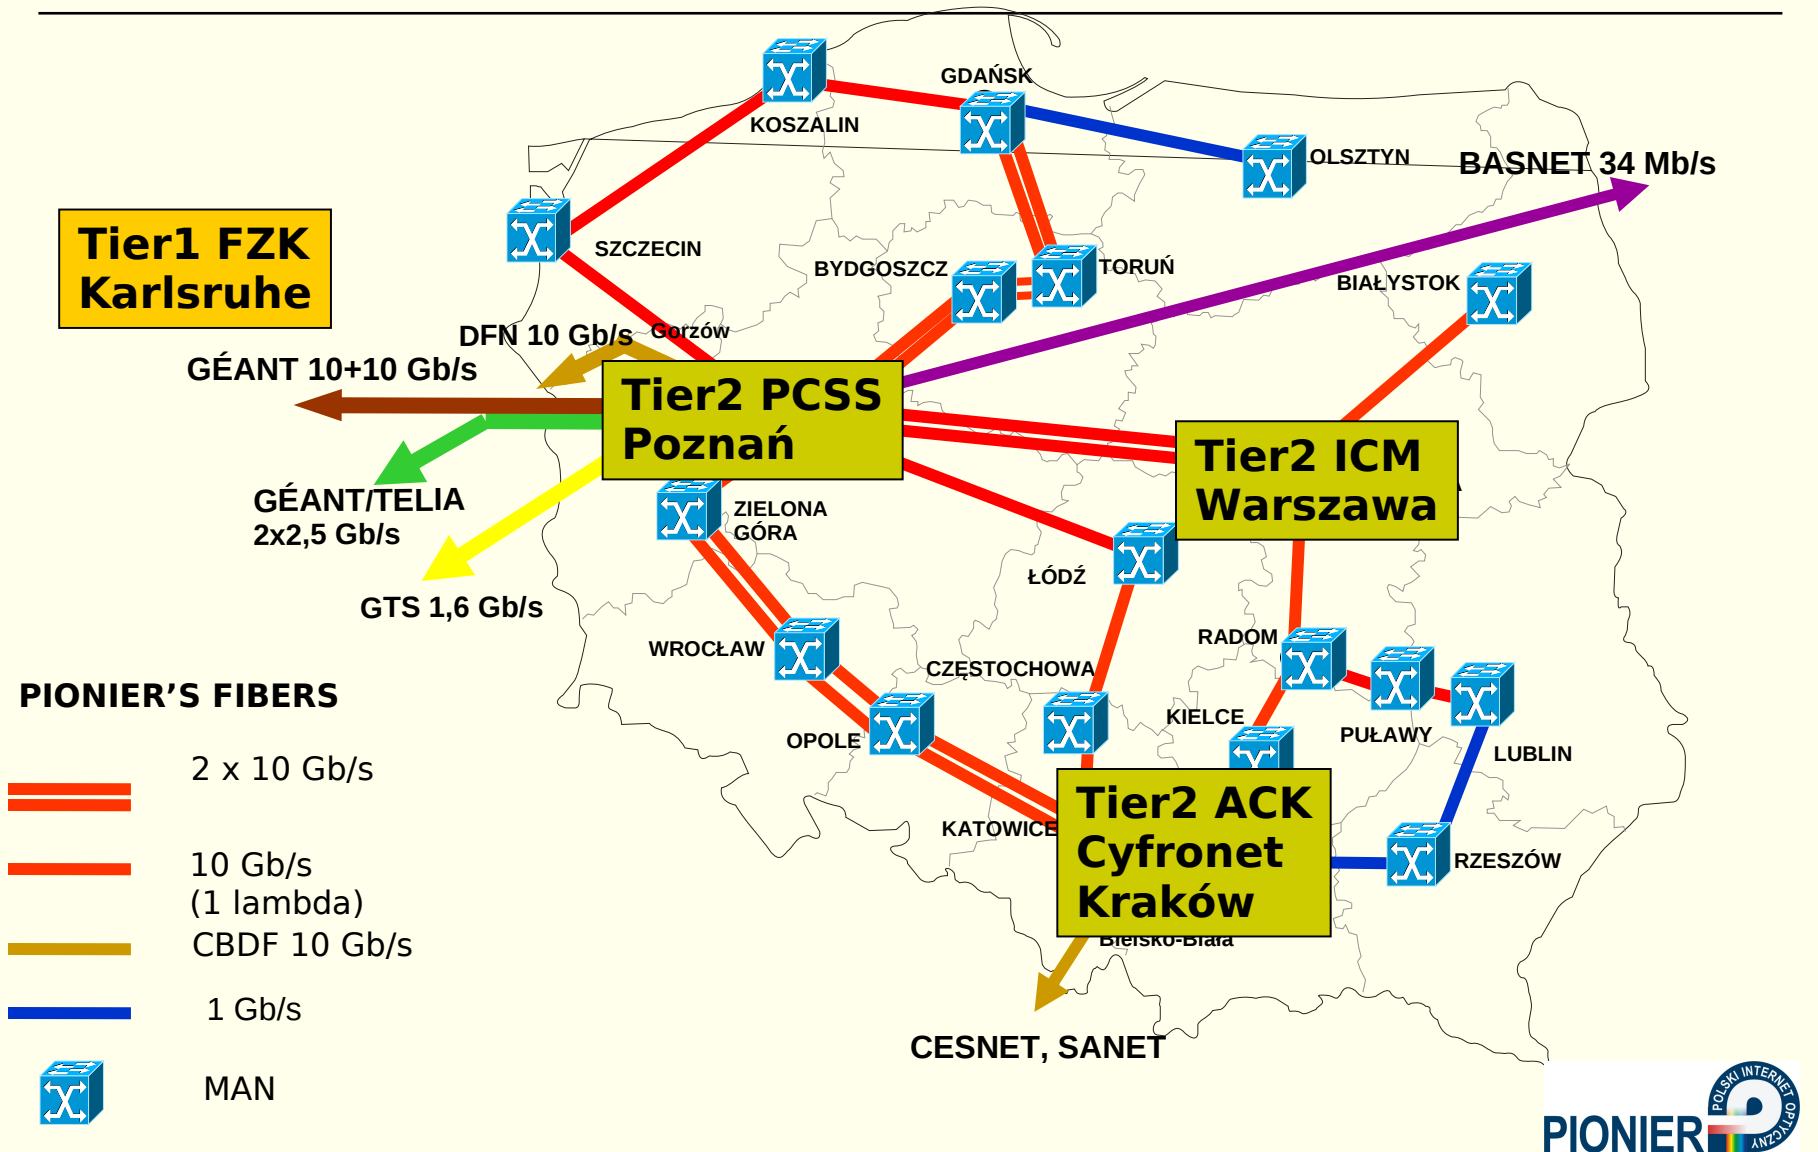 GDAŃSK
KOSZALIN
OLSZTYN
BASNET 34 Mb/s
Tier1 FZK
Karlsruhe
SZCZECIN
BYDGOSZCZ
TORUŃ
BIAŁYSTOK
DFN 10 Gb/s
Gorzów
GÉANT 10+10 Gb/s
Tier2 PCSS
Poznań
Tier2 ICM
Warszawa
GÉANT/TELIA
2x2,5 Gb/s
ZIELONA
GÓRA
ŁÓDŹ
GTS 1,6 Gb/s
WROCŁAW
RADOM
CZĘSTOCHOWA
KIELCE
PUŁAWY
LUBLIN
OPOLE
PIONIER’S FIBERS
2 x 10 Gb/s
10 Gb/s
(1 lambda)
CBDF 10 Gb/s
1 Gb/s
MAN
KATOWICE
Tier2 ACK
Cyfronet
Kraków
RZESZÓW
Bielsko-Biała
CESNET, SANET
POLSKI INTERNET OPTYCZNY
PIONIER